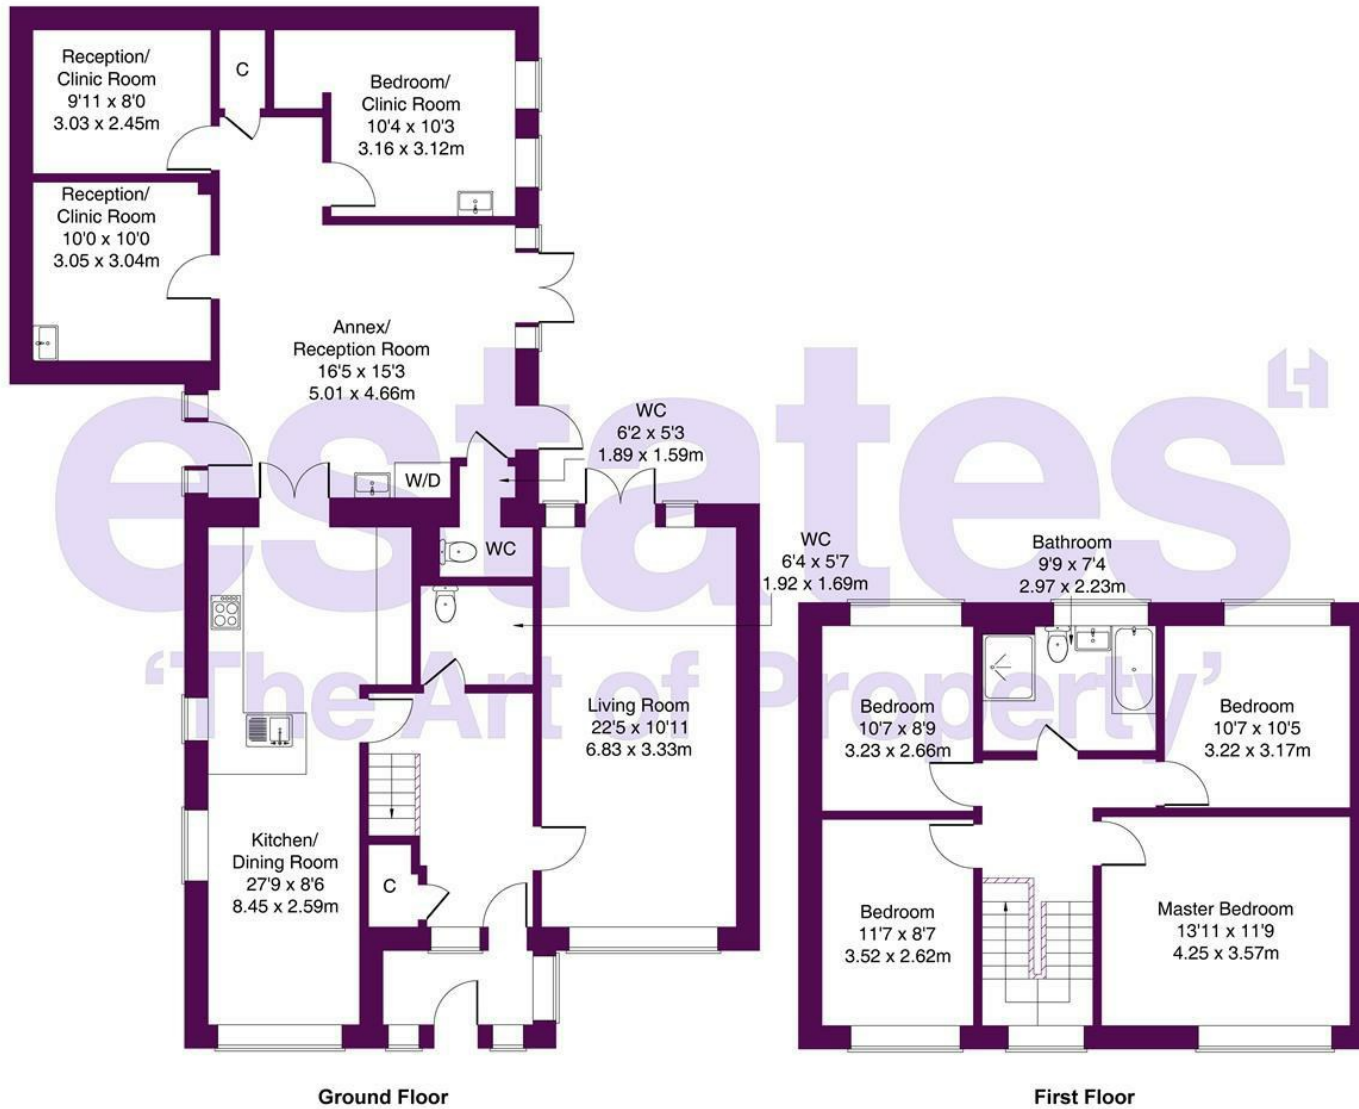 Reception/
Clinic Room
9'11 x 8'0
3.03 x 2.45m
C
Bedroom/
Clinic Room
10'4 x 10'3
3.16 x 3.12m
Reception/
Clinic Room
10'0 x 10'0
3.05 x 3.04m
Annex/
Reception Room
16'5 x 15'3
5.01 x 4.66m
WC
6'2 x 5'3
1.89 x 1.59m
W/D
WC
WC
6'4 x 5'7
1.92 x 1.69m
Living Room
22'5 x 10'11
6.83 x 3.33m
Kitchen/
Dining Room
27'9 x 8'6
8.45 x 2.59m
C
Bathroom
9'9 x 7'4
2.97 x 2.23m
Bedroom
10'7 x 8'9
3.23 x 2.66m
Bedroom
10'7 x 10'5
3.22 x 3.17m
Bedroom
11'7 x 8'7
3.52 x 2.62m
Master Bedroom
13'11 x 11'9
4.25 x 3.57m
estates
‘The Art of Property’
Ground Floor
First Floor